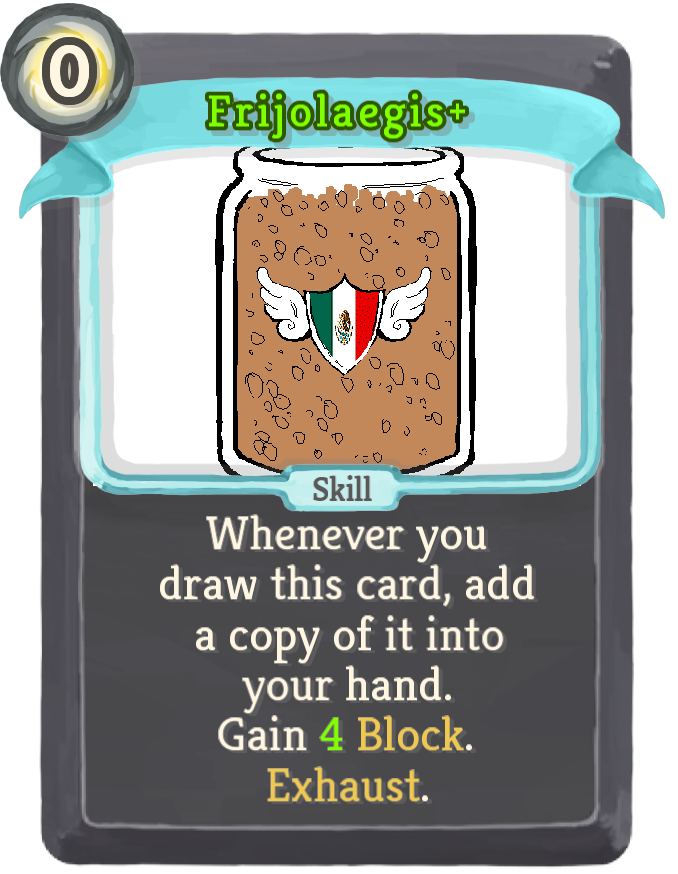 0
Frijolaegis+
Skill
Whenever you
draw this card, add
a copy of it into
your hand.
Gain 4 Block.
Exhaust.